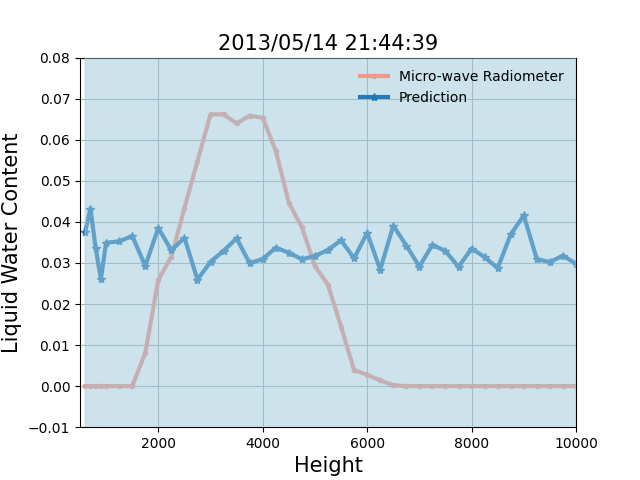 2013/05/14 21:44:39
Micro-wave Radiometer
Prediction
Liquid Water Content
0.08
0.07
0.06
0.05
0.04
0.03
0.02
0.01
0.00
−0.01
2000 4000 6000 8000 10000
Height